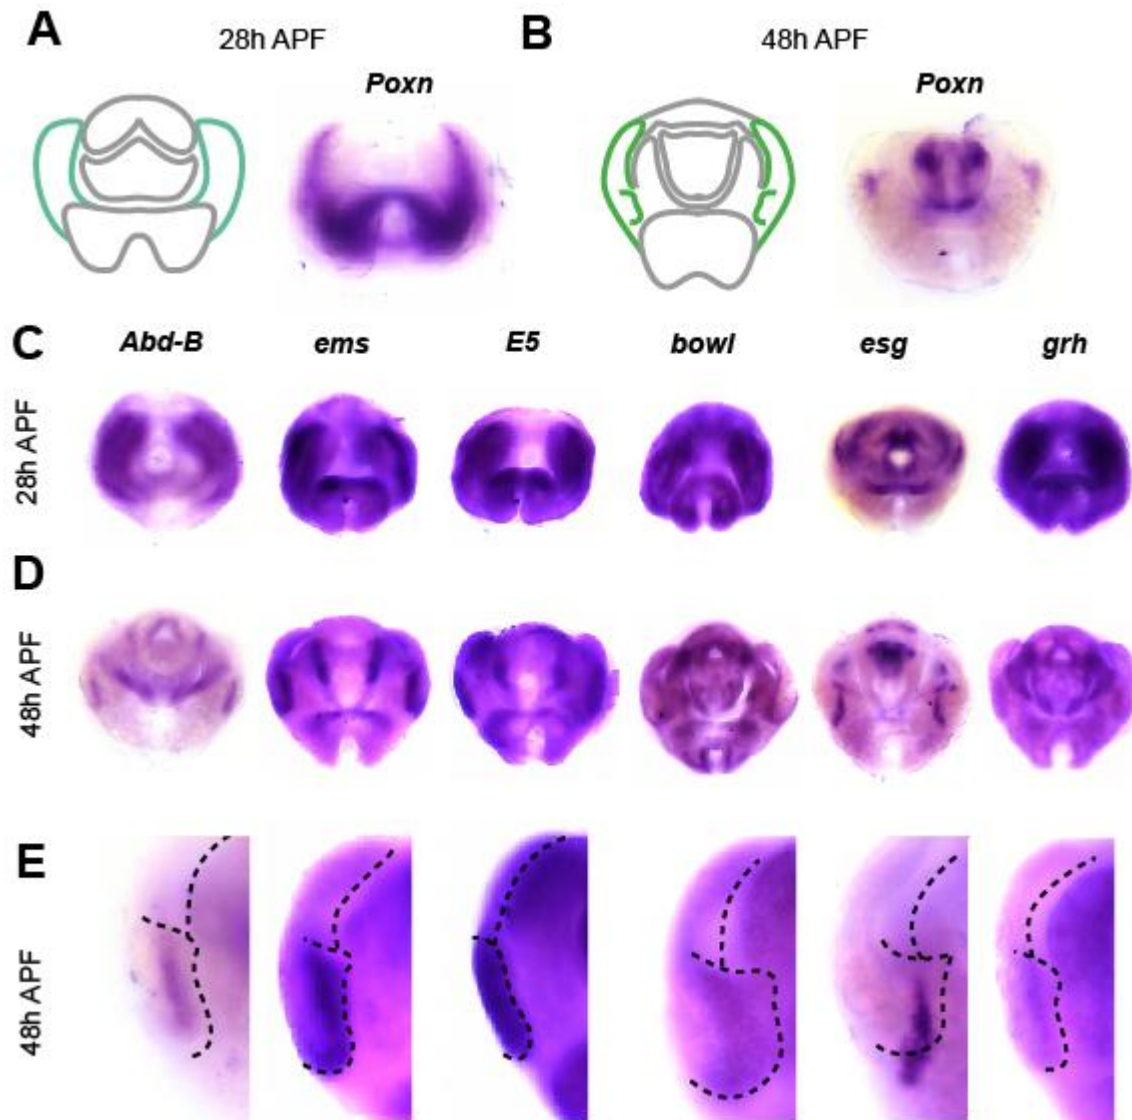 A 28h APF B 48h APF
Poxn Poxn
C Abd-B ems E5 bowl esg grh
28h APF
D
48h APF
E
48h APF